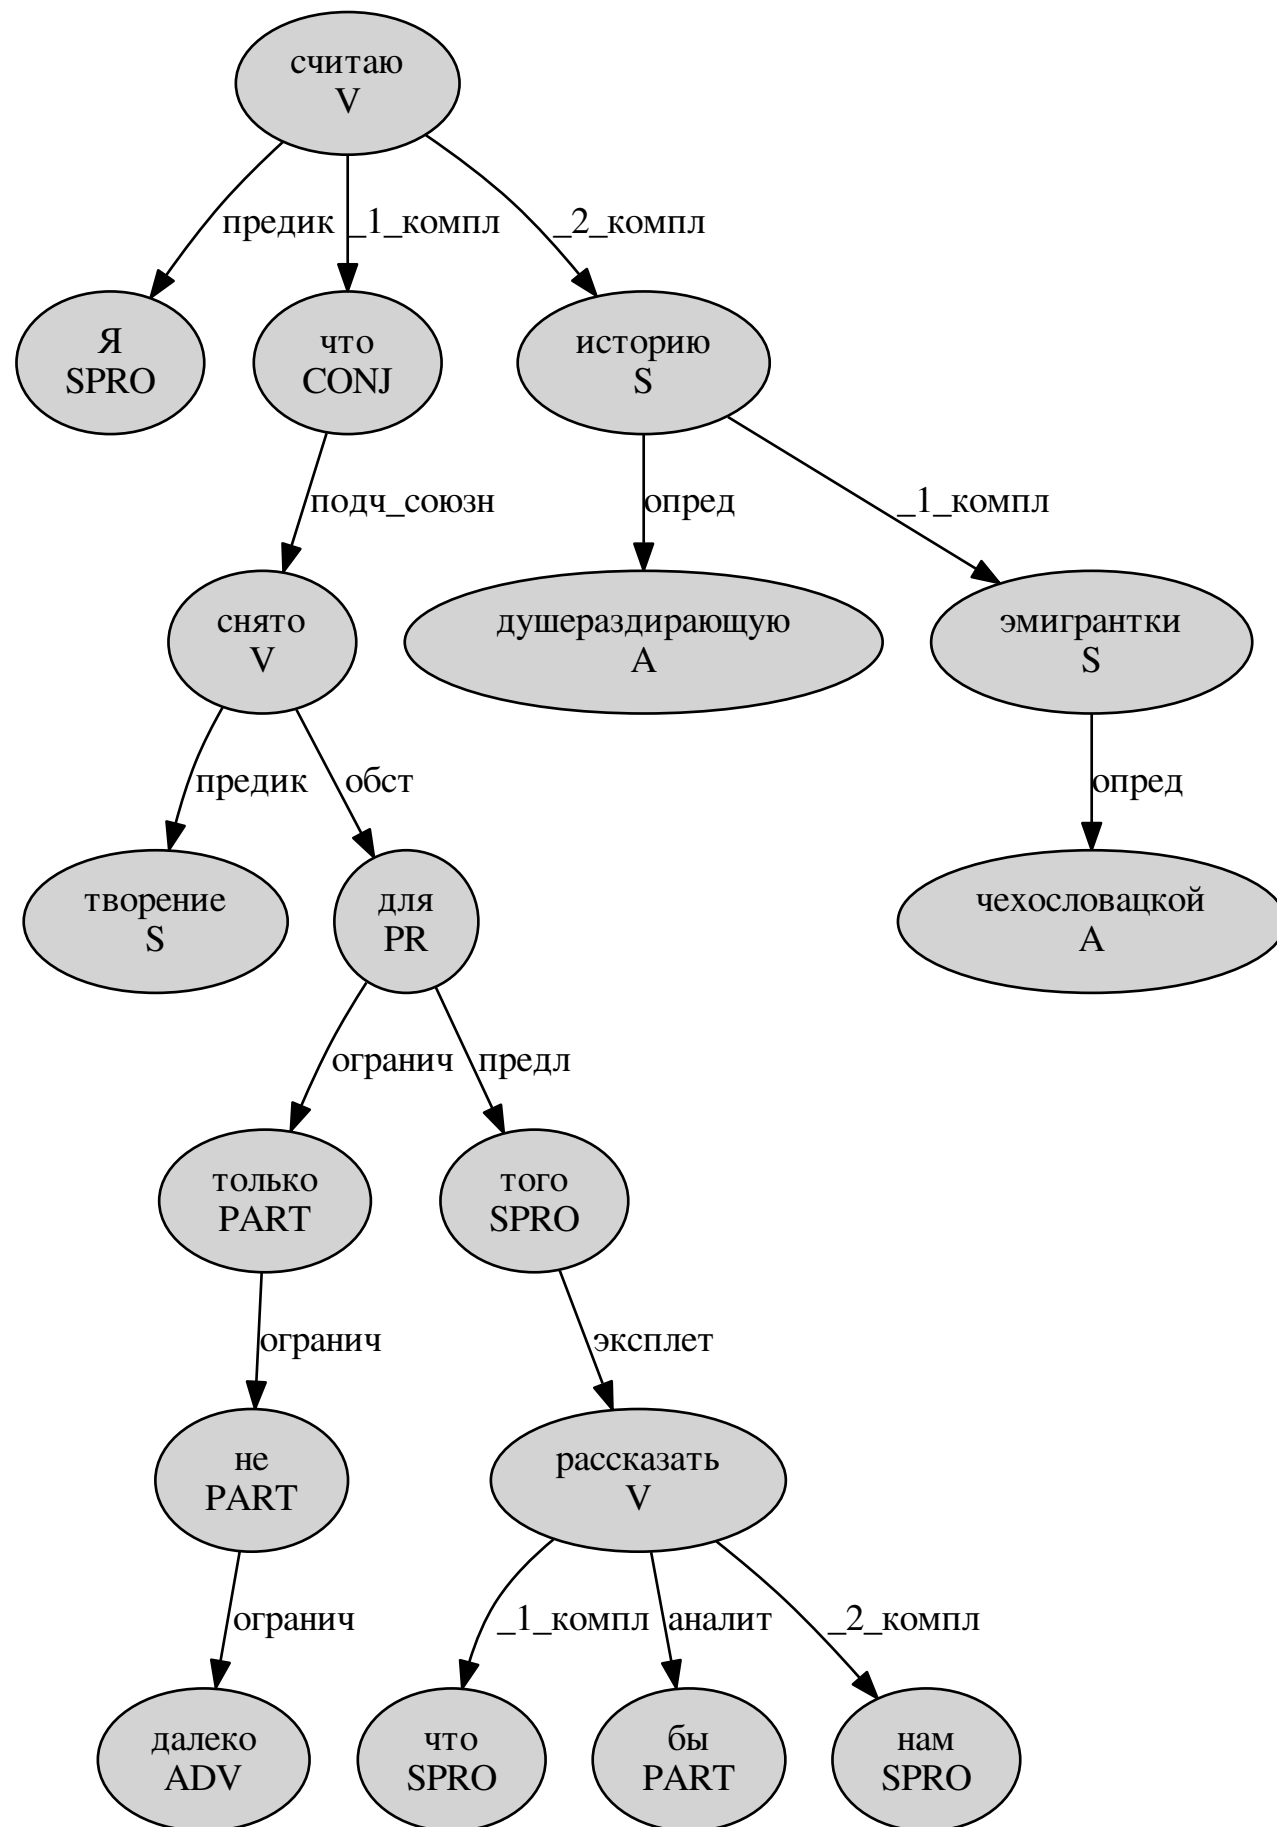 считаю
V
предик
_1_компл
_2_компл
Я
SPRO
что
CONJ
историю
S
подч_союзн
опред
_1_компл
снято
V
душераздирающую
A
эмигрантки
S
предик
обст
опред
творение
S
для
PR
чехословацкой
A
огранич
предл
только
PART
того
SPRO
огранич
эксплет
не
PART
рассказать
V
огранич
_1_компл
аналит
_2_компл
далеко
ADV
что
SPRO
бы
PART
нам
SPRO